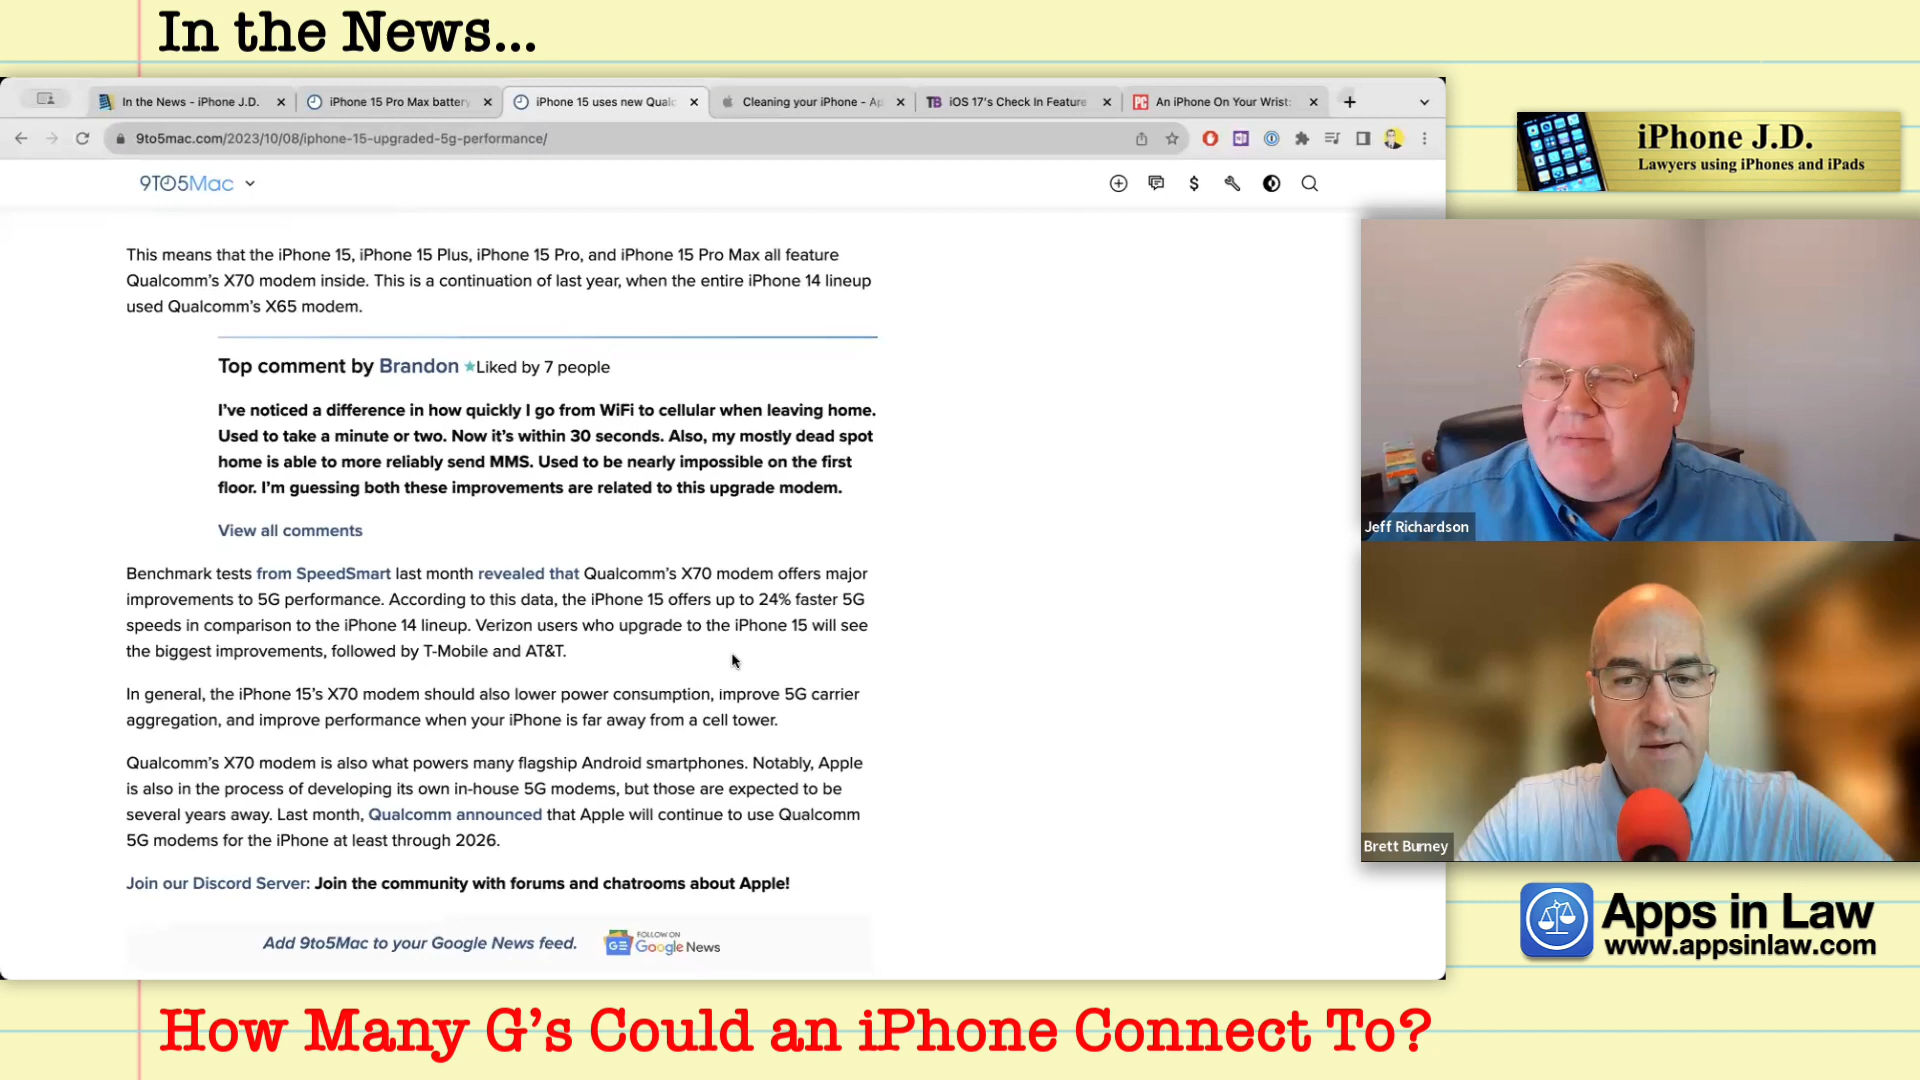 In the News...
In the News - iPhone J.D.
iPhone 15 Pro Max battery
iPhone 15 uses new Qualc
Cleaning your iPhone - Ap
TB iOS 17's Check In Feature
PC An iPhone On Your Wrist:
9to5mac.com/2023/10/08/iphone-15-upgraded-5g-performance/
9TO5Mac
This means that the iPhone 15, iPhone 15 Plus, iPhone 15 Pro, and iPhone 15 Pro Max all feature
Qualcomm's X70 modem inside. This is a continuation of last year, when the entire iPhone 14 lineup
used Qualcomm's X65 modem.
Top comment by Brandon ★Liked by 7 people
I've noticed a difference in how quickly I go from WiFi to cellular when leaving home.
Used to take a minute or two. Now it's within 30 seconds. Also, my mostly dead spot
home is able to more reliably send MMS. Used to be nearly impossible on the first
floor. I'm guessing both these improvements are related to this upgrade modem.
View all comments
Benchmark tests from SpeedSmart last month revealed that Qualcomm's X70 modem offers major
improvements to 5G performance. According to this data, the iPhone 15 offers up to 24% faster 5G
speeds in comparison to the iPhone 14 lineup. Verizon users who upgrade to the iPhone 15 will see
the biggest improvements, followed by T-Mobile and AT&T.
In general, the iPhone 15's X70 modem should also lower power consumption, improve 5G carrier
aggregation, and improve performance when your iPhone is far away from a cell tower.
Qualcomm's X70 modem is also what powers many flagship Android smartphones. Notably, Apple
is also in the process of developing its own in-house 5G modems, but those are expected to be
several years away. Last month, Qualcomm announced that Apple will continue to use Qualcomm
5G modems for the iPhone at least through 2026.
Join our Discord Server: Join the community with forums and chatrooms about Apple!
Add 9to5Mac to your Google News feed.
GE
FOLLOW ON
Google News
iPhone J.D.
Lawyers using iPhones and iPads
Jeff Richardson
Brett Burney
Apps in Law
www.appsinlaw.com
How Many G's Could an iPhone Connect To?